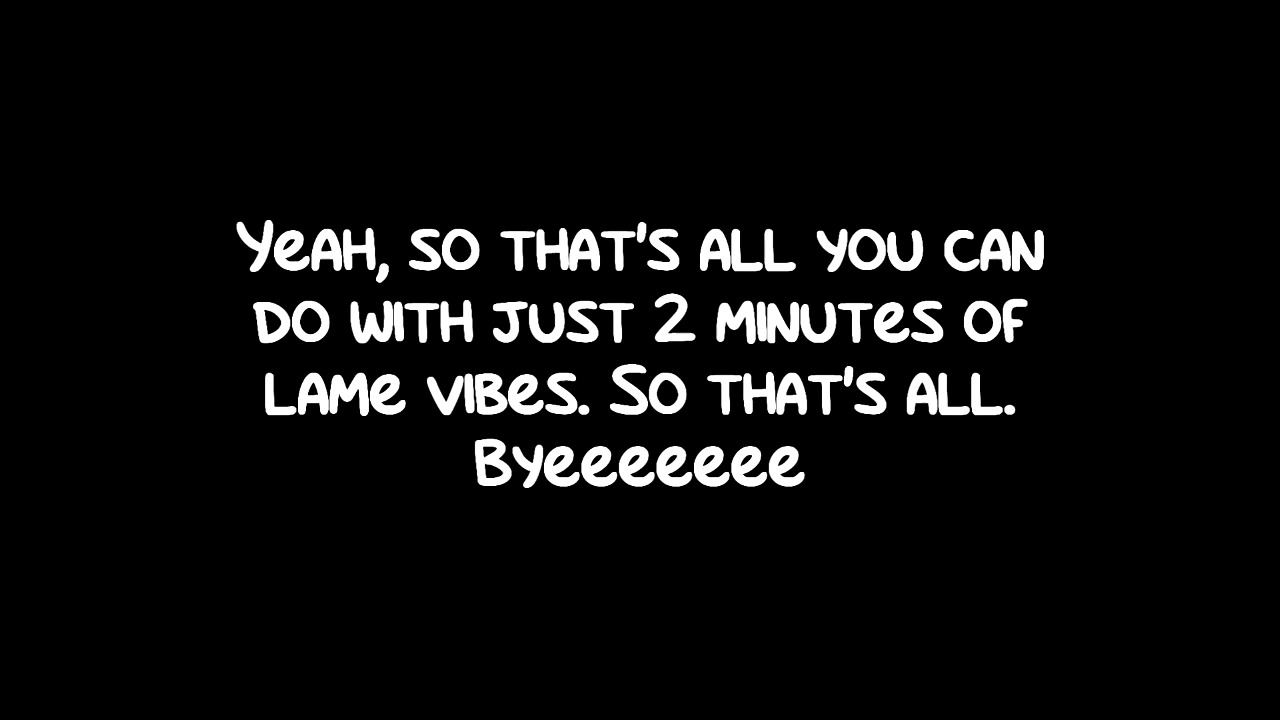 Yeah, so that's all you can
do with just 2 minutes of
lame vibes. So that's all.
Byeeeeeee